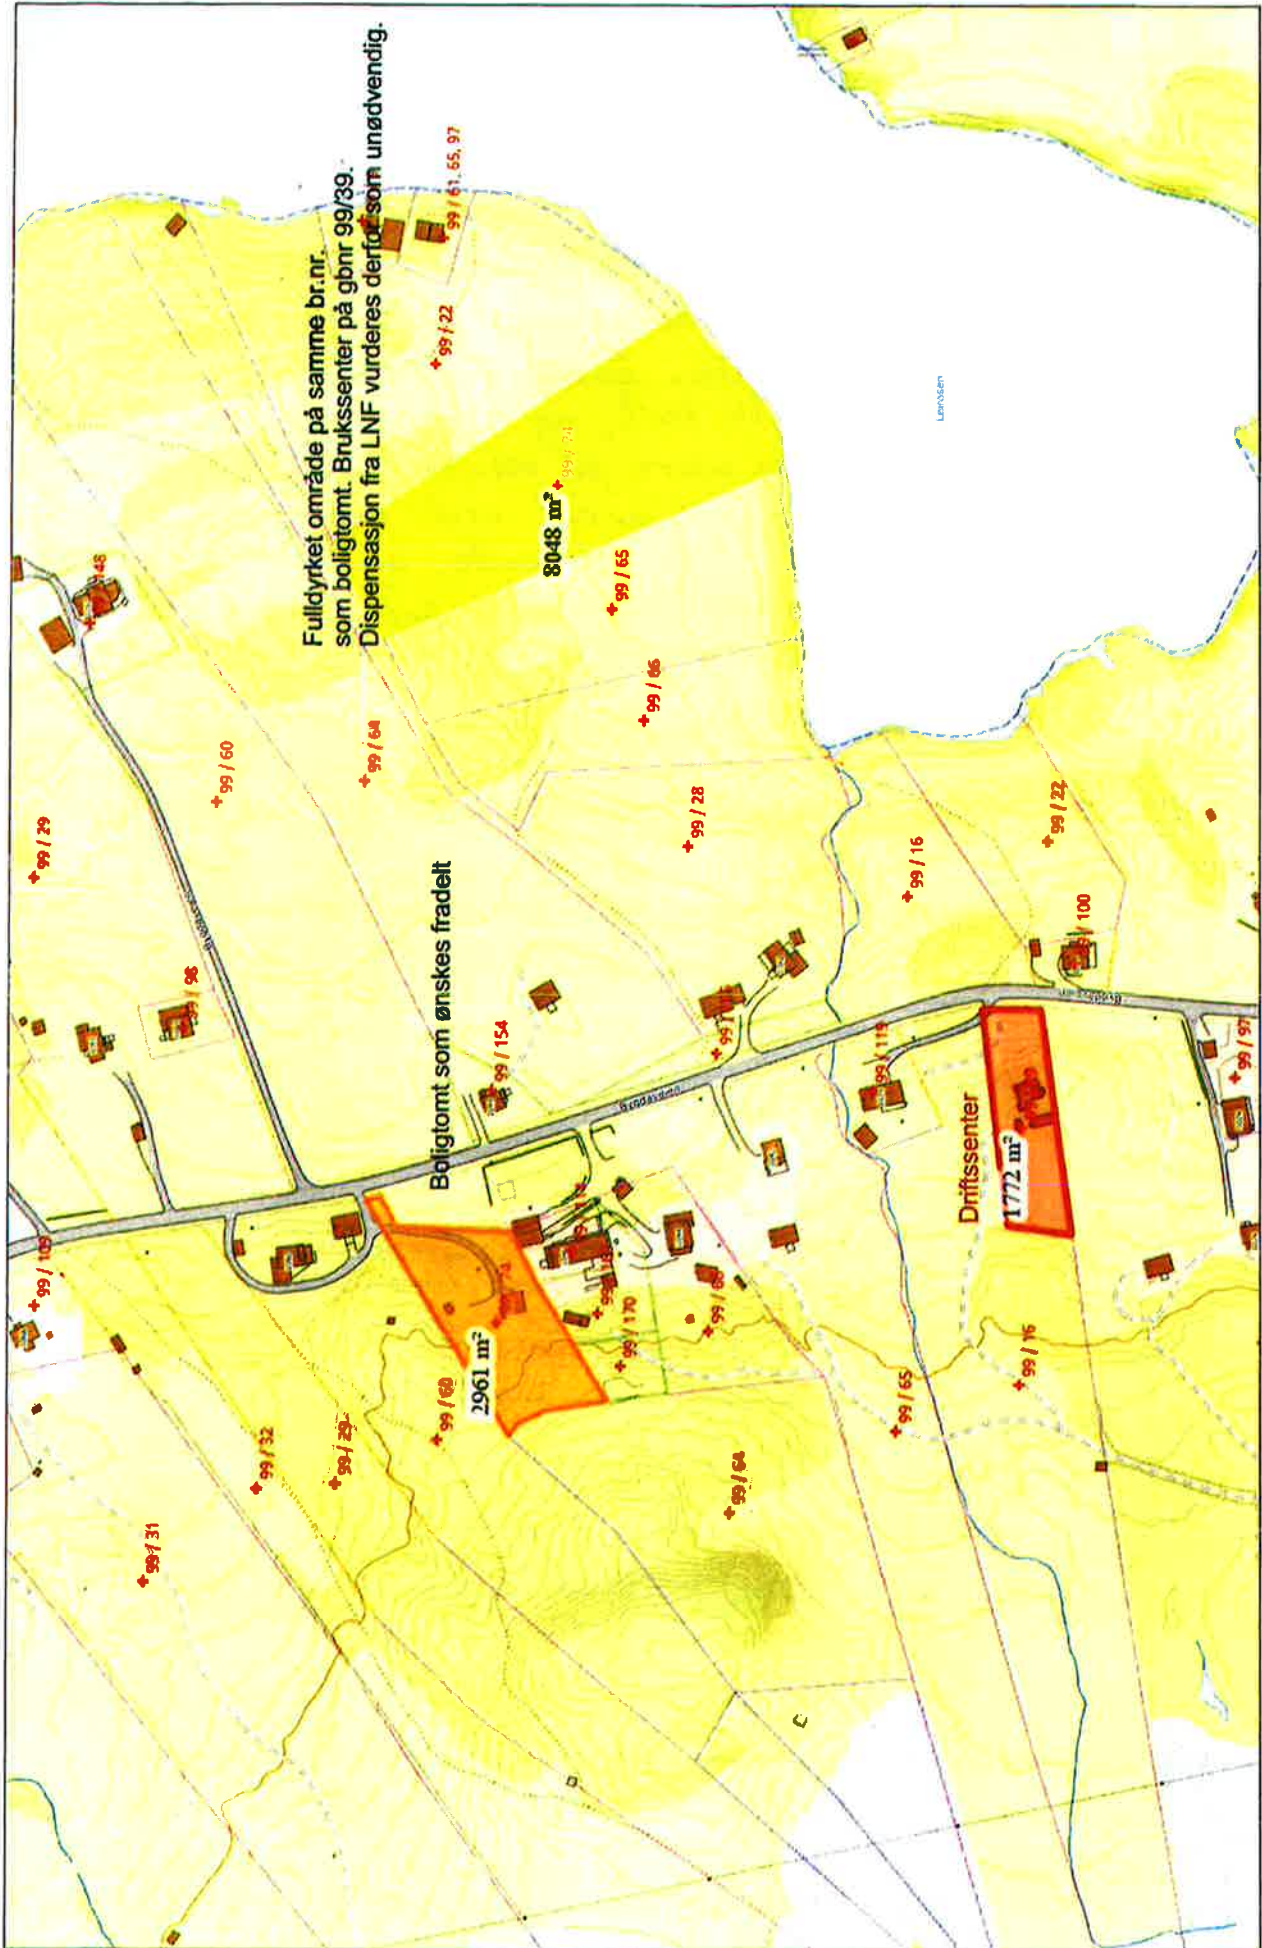 Fulldyrket område på samme br.nr.
som boligtomt. Brukssenter på gbnr 99/39.
Dispensasjon fra LNF vurderes derfor som unødvendig.
99 / 61, 65, 97
99 / 22
99 / 74
8048 m²
99 / 65
99 / 66
99 / 28
99 / 29
99 / 60
99 / 64
99 / 16
99 / 22
99 / 100
Boligtomt som ønskes fradelt
99 / 154
99 / 119
Driftssenter
1772 m²
99 / 97
99 / 109
2961 m²
99 / 170
99 / 60
99 / 32
99 / 29
99 / 31
99 / 64
99 / 65
99 / 16